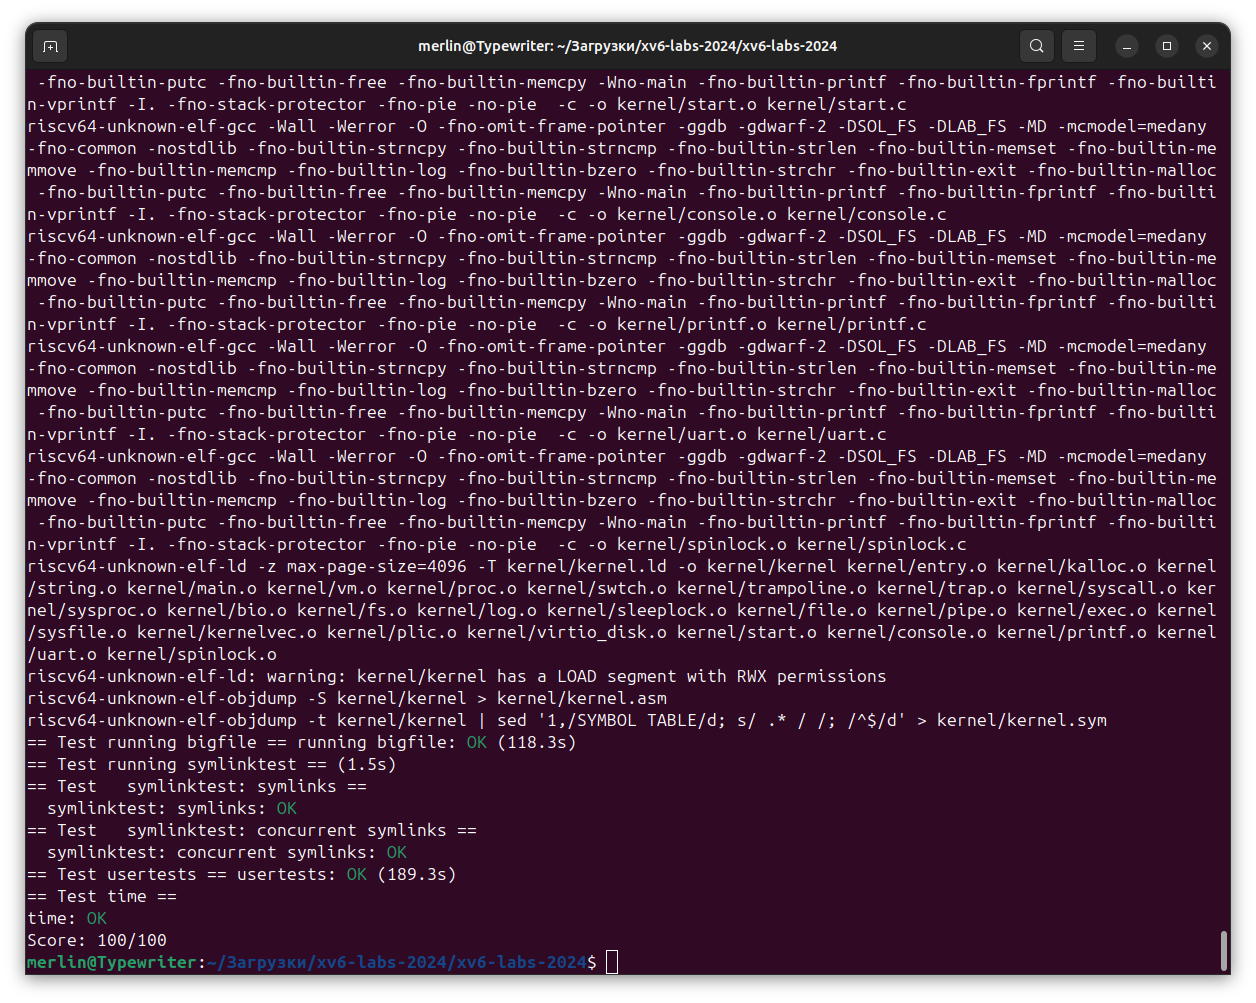 merlin@Typewriter: ~/Загрузки/xv6-labs-2024/xv6-labs-2024
 -fno-builtin-putc -fno-builtin-free -fno-builtin-memcpy -Wno-main -fno-builtin-printf -fno-builtin-fprintf -fno-builti
n-vprintf -I. -fno-stack-protector -fno-pie -no-pie  -c -o kernel/start.o kernel/start.c
riscv64-unknown-elf-gcc -Wall -Werror -O -fno-omit-frame-pointer -ggdb -gdwarf-2 -DSOL_FS -DLAB_FS -MD -mcmodel=medany
-fno-common -nostdlib -fno-builtin-strncpy -fno-builtin-strncmp -fno-builtin-strlen -fno-builtin-memset -fno-builtin-me
mmove -fno-builtin-memcmp -fno-builtin-log -fno-builtin-bzero -fno-builtin-strchr -fno-builtin-exit -fno-builtin-malloc
 -fno-builtin-putc -fno-builtin-free -fno-builtin-memcpy -Wno-main -fno-builtin-printf -fno-builtin-fprintf -fno-builti
n-vprintf -I. -fno-stack-protector -fno-pie -no-pie  -c -o kernel/console.o kernel/console.c
riscv64-unknown-elf-gcc -Wall -Werror -O -fno-omit-frame-pointer -ggdb -gdwarf-2 -DSOL_FS -DLAB_FS -MD -mcmodel=medany
-fno-common -nostdlib -fno-builtin-strncpy -fno-builtin-strncmp -fno-builtin-strlen -fno-builtin-memset -fno-builtin-me
mmove -fno-builtin-memcmp -fno-builtin-log -fno-builtin-bzero -fno-builtin-strchr -fno-builtin-exit -fno-builtin-malloc
 -fno-builtin-putc -fno-builtin-free -fno-builtin-memcpy -Wno-main -fno-builtin-printf -fno-builtin-fprintf -fno-builti
n-vprintf -I. -fno-stack-protector -fno-pie -no-pie  -c -o kernel/printf.o kernel/printf.c
riscv64-unknown-elf-gcc -Wall -Werror -O -fno-omit-frame-pointer -ggdb -gdwarf-2 -DSOL_FS -DLAB_FS -MD -mcmodel=medany
-fno-common -nostdlib -fno-builtin-strncpy -fno-builtin-strncmp -fno-builtin-strlen -fno-builtin-memset -fno-builtin-me
mmove -fno-builtin-memcmp -fno-builtin-log -fno-builtin-bzero -fno-builtin-strchr -fno-builtin-exit -fno-builtin-malloc
 -fno-builtin-putc -fno-builtin-free -fno-builtin-memcpy -Wno-main -fno-builtin-printf -fno-builtin-fprintf -fno-builti
n-vprintf -I. -fno-stack-protector -fno-pie -no-pie  -c -o kernel/uart.o kernel/uart.c
riscv64-unknown-elf-gcc -Wall -Werror -O -fno-omit-frame-pointer -ggdb -gdwarf-2 -DSOL_FS -DLAB_FS -MD -mcmodel=medany
-fno-common -nostdlib -fno-builtin-strncpy -fno-builtin-strncmp -fno-builtin-strlen -fno-builtin-memset -fno-builtin-me
mmove -fno-builtin-memcmp -fno-builtin-log -fno-builtin-bzero -fno-builtin-strchr -fno-builtin-exit -fno-builtin-malloc
 -fno-builtin-putc -fno-builtin-free -fno-builtin-memcpy -Wno-main -fno-builtin-printf -fno-builtin-fprintf -fno-builti
n-vprintf -I. -fno-stack-protector -fno-pie -no-pie  -c -o kernel/spinlock.o kernel/spinlock.c
riscv64-unknown-elf-ld -z max-page-size=4096 -T kernel/kernel.ld -o kernel/kernel kernel/entry.o kernel/kalloc.o kernel
/string.o kernel/main.o kernel/vm.o kernel/proc.o kernel/swtch.o kernel/trampoline.o kernel/trap.o kernel/syscall.o ker
nel/sysproc.o kernel/bio.o kernel/fs.o kernel/log.o kernel/sleeplock.o kernel/file.o kernel/pipe.o kernel/exec.o kernel
/sysfile.o kernel/kernelvec.o kernel/plic.o kernel/virtio_disk.o kernel/start.o kernel/console.o kernel/printf.o kernel
/uart.o kernel/spinlock.o
riscv64-unknown-elf-ld: warning: kernel/kernel has a LOAD segment with RWX permissions
riscv64-unknown-elf-objdump -S kernel/kernel > kernel/kernel.asm
riscv64-unknown-elf-objdump -t kernel/kernel | sed '1,/SYMBOL TABLE/d; s/ .* / /; /^$/d' > kernel/kernel.sym
== Test running bigfile == running bigfile: OK (118.3s)
== Test running symlinktest == (1.5s)
== Test   symlinktest: symlinks ==
  symlinktest: symlinks: OK
== Test   symlinktest: concurrent symlinks ==
  symlinktest: concurrent symlinks: OK
== Test usertests == usertests: OK (189.3s)
== Test time ==
time: OK
Score: 100/100
merlin@Typewriter:~/Загрузки/xv6-labs-2024/xv6-labs-2024$